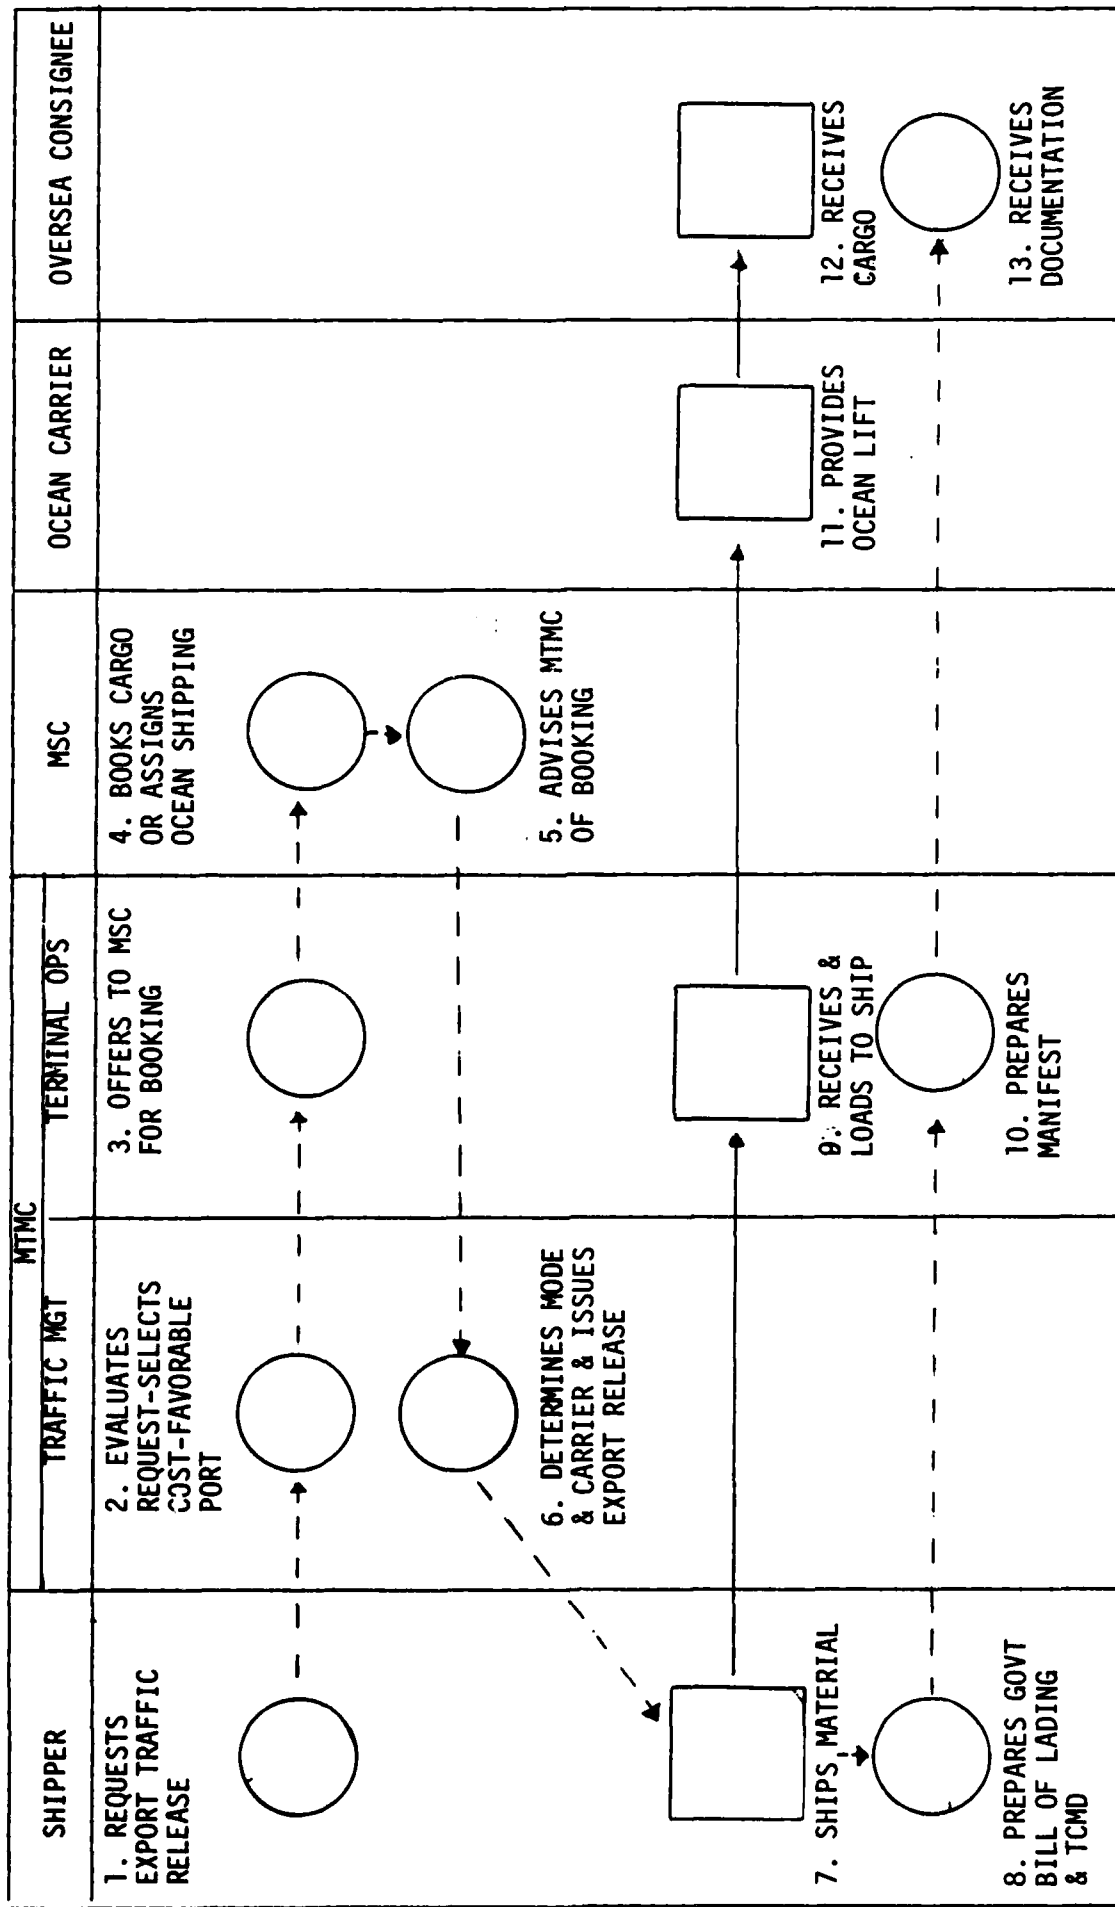 MTMC
SHIPPER
TRAFFIC MGT
TERMINAL OPS
MSC
OCEAN CARRIER
OVERSEA CONSIGNEE
1. REQUESTS
EXPORT TRAFFIC
RELEASE
2. EVALUATES
REQUEST-SELECTS
COST-FAVORABLE
PORT
3. OFFERS TO MSC
FOR BOOKING
4. BOOKS CARGO
OR ASSIGNS
OCEAN SHIPPING
5. ADVISES MTMC
OF BOOKING
6. DETERMINES MODE
& CARRIER & ISSUES
EXPORT RELEASE
7. SHIPS MATERIAL
8. PREPARES GOVT
BILL OF LADING
& TCMD
9. RECEIVES &
LOADS TO SHIP
10. PREPARES
MANIFEST
11. PROVIDES
OCEAN LIFT
12. RECEIVES
CARGO
13. RECEIVES
DOCUMENTATION